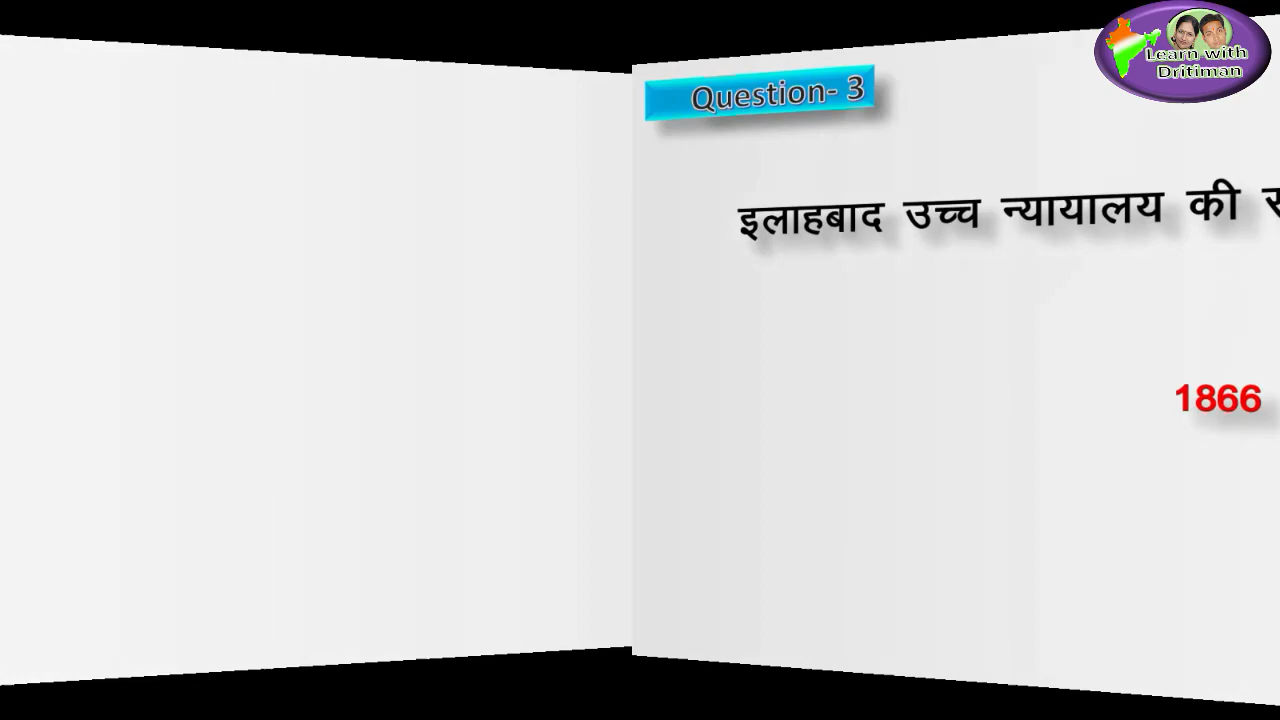 Learn with
Dritiman
Question- 3
इलाहबाद उच्च न्यायालय की
1866